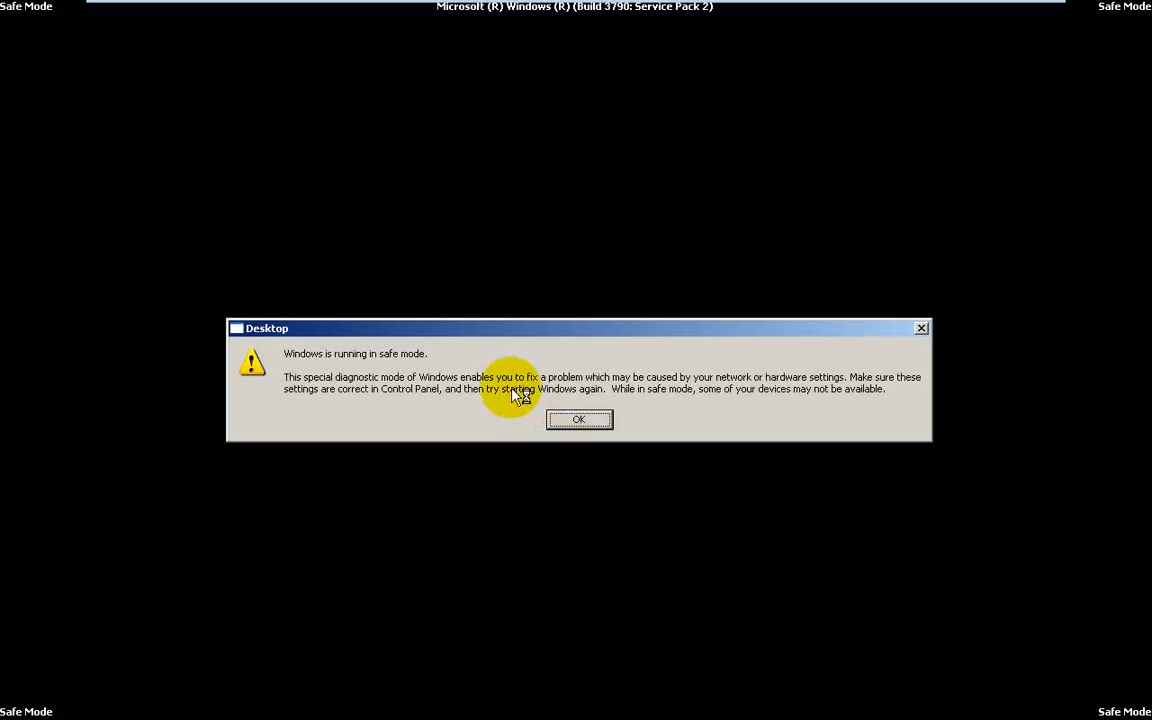 Safe Mode
Microsoft (R) Windows (R) (Build 3790: Service Pack 2)
Safe Mode
Desktop
Windows is running in safe mode.
This special diagnostic mode of Windows enables you to fix a problem which may be caused by your network or hardware settings. Make sure these
settings are correct in Control Panel, and then try starting Windows again.  While in safe mode, some of your devices may not be available.
OK
Safe Mode
Safe Mode